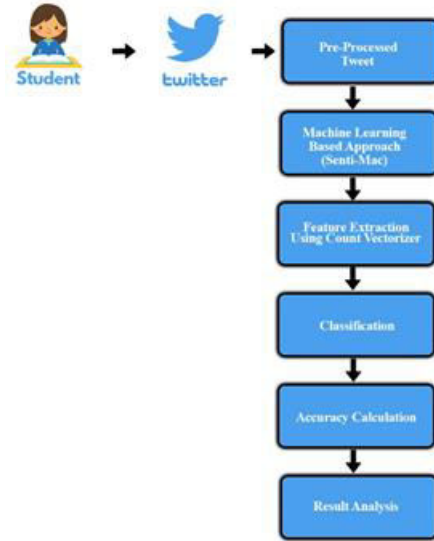 Student
twitter
Pre-Processed
Tweet
Machine Learning
Based Approach
(Senti-Mac)
Feature Extraction
Using Count Vectorizer
Classification
Accuracy Calculation
Result Analysis